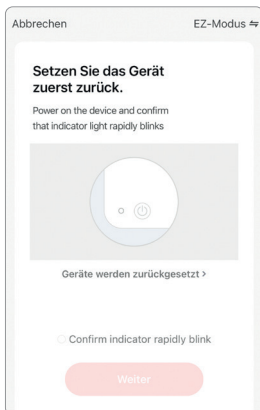 Abbrechen EZ-Modus ⇋
Setzen Sie das Gerät
zuerst zurück.
Power on the device and confirm
that indicator light rapidly blinks
Geräte werden zurückgesetzt >
Confirm indicator rapidly blink
Weiter